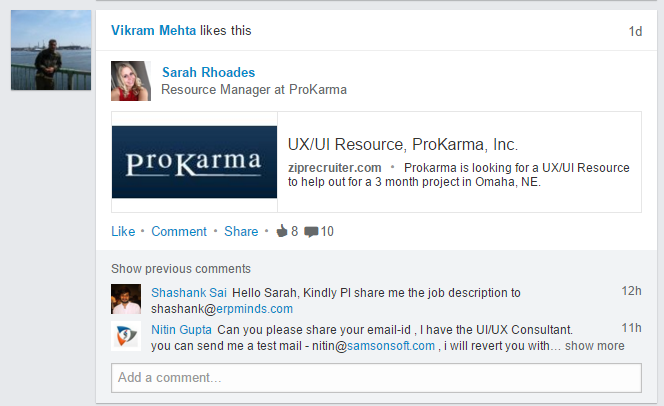 Vikram Mehta likes this 1d
Sarah Rhoades
Resource Manager at ProKarma
PROKARMA
UX/UI Resource, ProKarma, Inc.
ziprecruiter.com • Prokarma is looking for a UX/UI Resource
to help out for a 3 month project in Omaha, NE.
Like • Comment • Share • 8 10
Show previous comments
Shashank Sai Hello Sarah, Kindly Pl share me the job description to 12h
shashank@erpminds.com
Nitin Gupta Can you please share your email-id , I have the UI/UX Consultant. 11h
you can send me a test mail - nitin@samsonsoft.com , i will revert you with... show more
Add a comment...